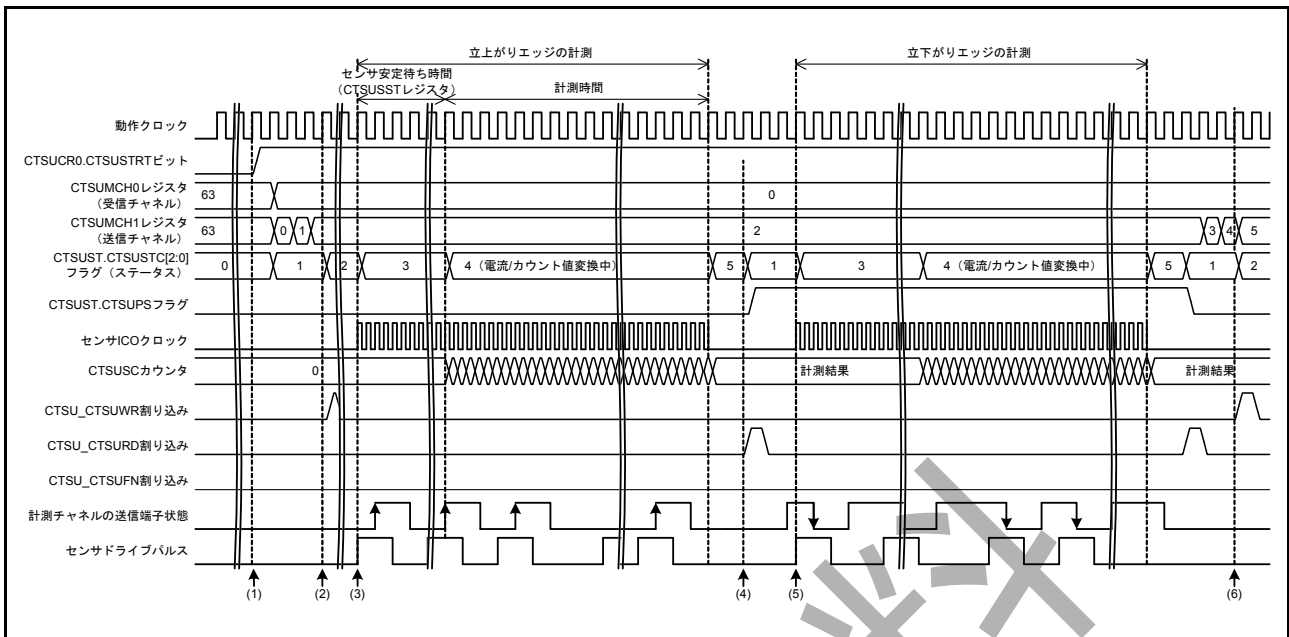 立上がりエッジの計測
立下がりエッジの計測
センサ安定待ち時間
（CTSUSSTレジスタ）
計測時間
動作クロック
CTSUCR0.CTSUSTRTビット
CTSUMCH0レジスタ
（受信チャネル）
63
0
CTSUMCH1レジスタ
（送信チャネル）
63
0
1
2
3
4
5
CTSUST.CTSUSTC[2:0]
フラグ（ステータス）
0
1
2
3
4（電流/カウント値変換中）
5
1
3
4（電流/カウント値変換中）
5
1
2
CTSUST.CTSUPSフラグ
センサICOクロック
CTSUSCカウンタ
0
計測結果
計測結果
CTSU_CTSUWR割り込み
CTSU_CTSURD割り込み
CTSU_CTSUFN割り込み
計測チャネルの送信端子状態
センサドライブパルス
(1)
(2)
(3)
(4)
(5)
(6)